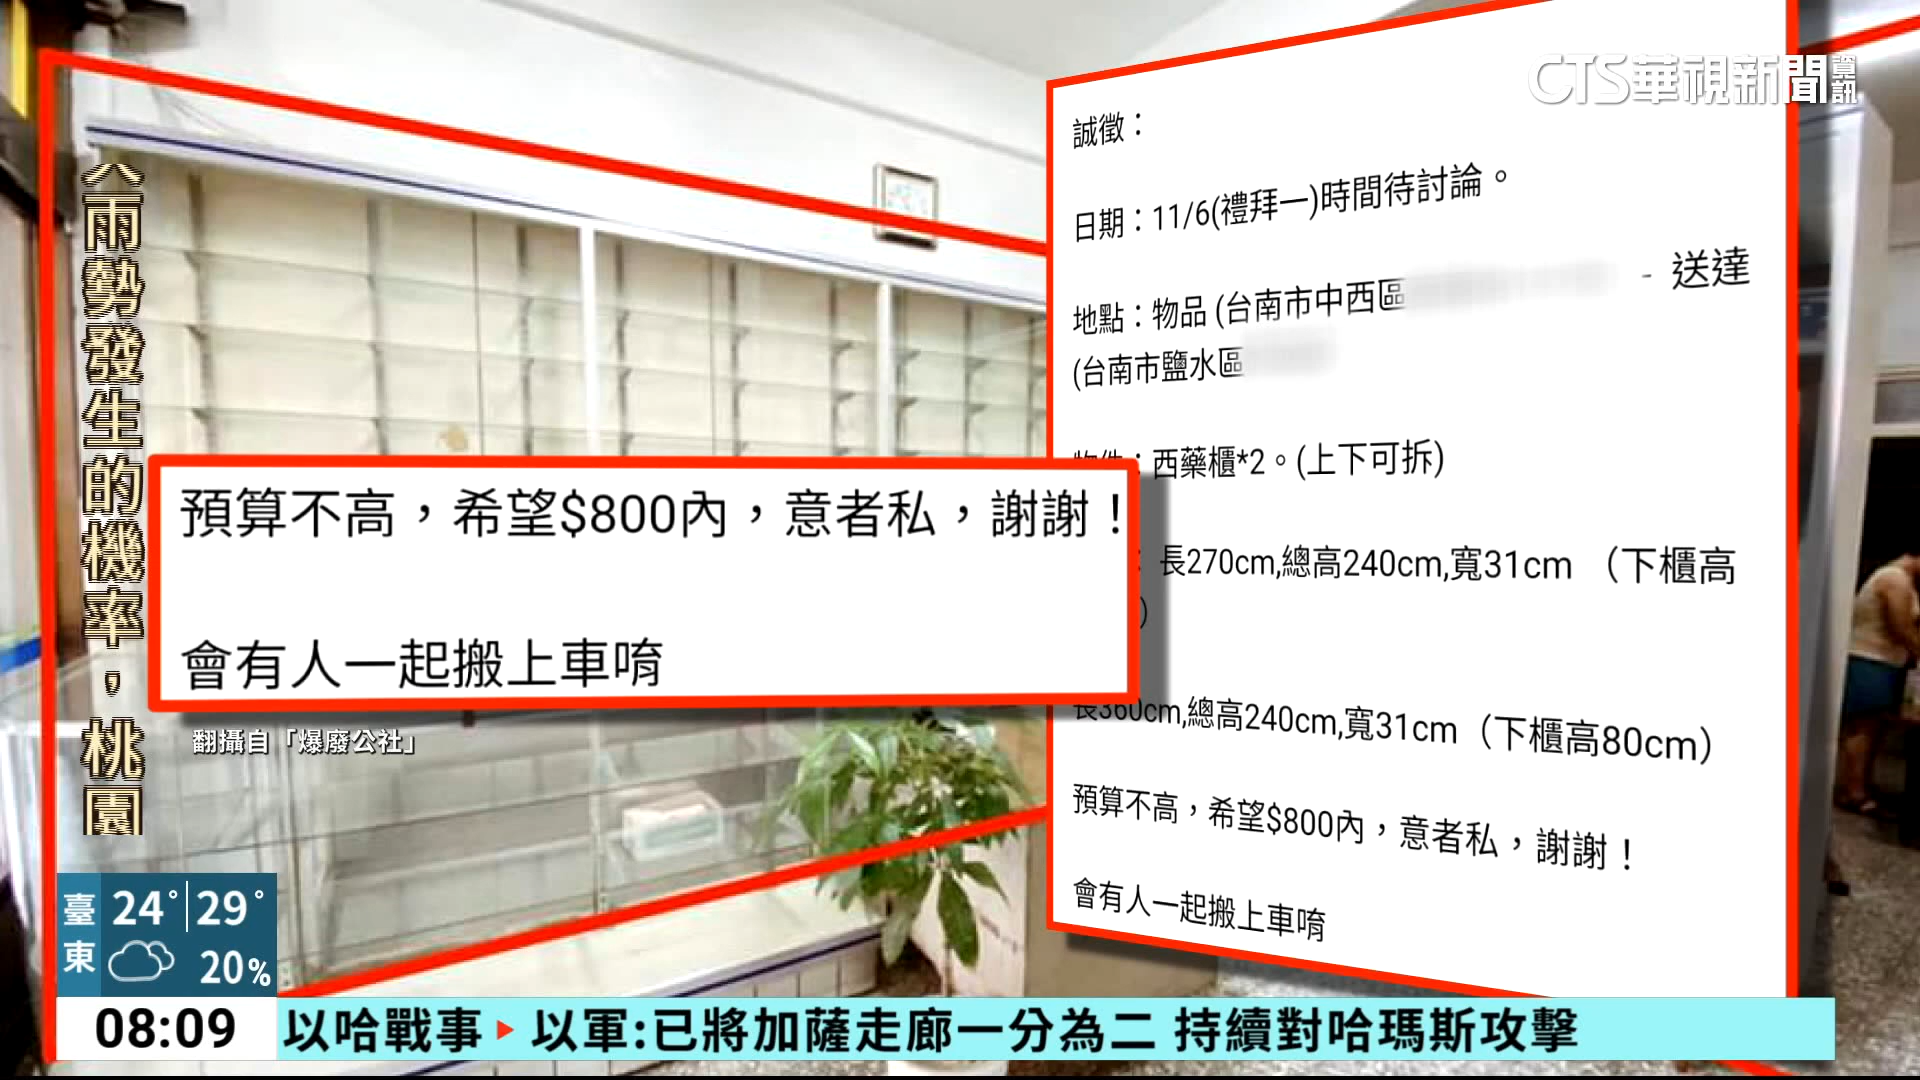 CTS華視新聞資訊
誠徵：
日期：11/6(禮拜一)時間待討論。
地點：物品 (台南市中西區 - 送達
(台南市鹽水區
物件：西藥櫃*2。(上下可拆)
：長270cm,總高240cm,寬31cm （下櫃高
)
長360cm,總高240cm,寬31cm（下櫃高80cm）
預算不高，希望$800內，意者私，謝謝！
會有人一起搬上車唷
預算不高，希望$800內，意者私，謝謝！
會有人一起搬上車唷
翻攝自「爆廢公社」
大雨勢發生的機率，桃園
臺東 24° 29°
20%
08:09
以哈戰事 以軍:已將加薩走廊一分為二 持續對哈瑪斯攻擊